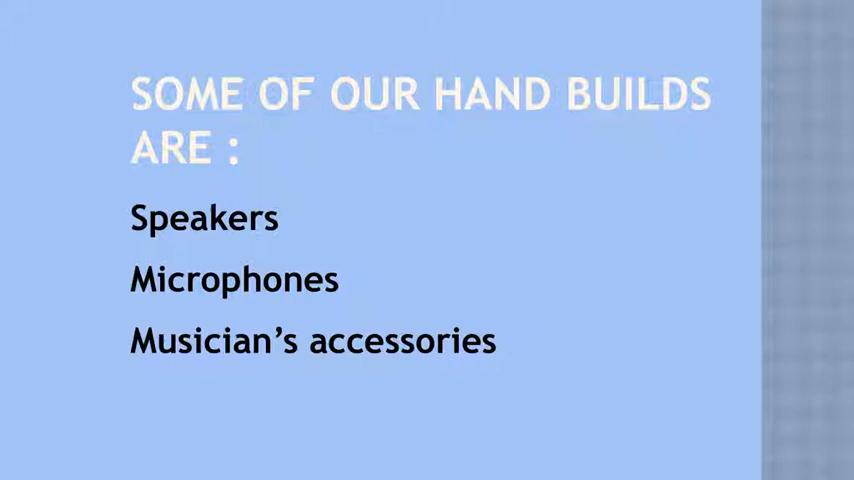 SOME OF OUR HAND BUILDS
ARE :
Speakers
Microphones
Musician’s accessories